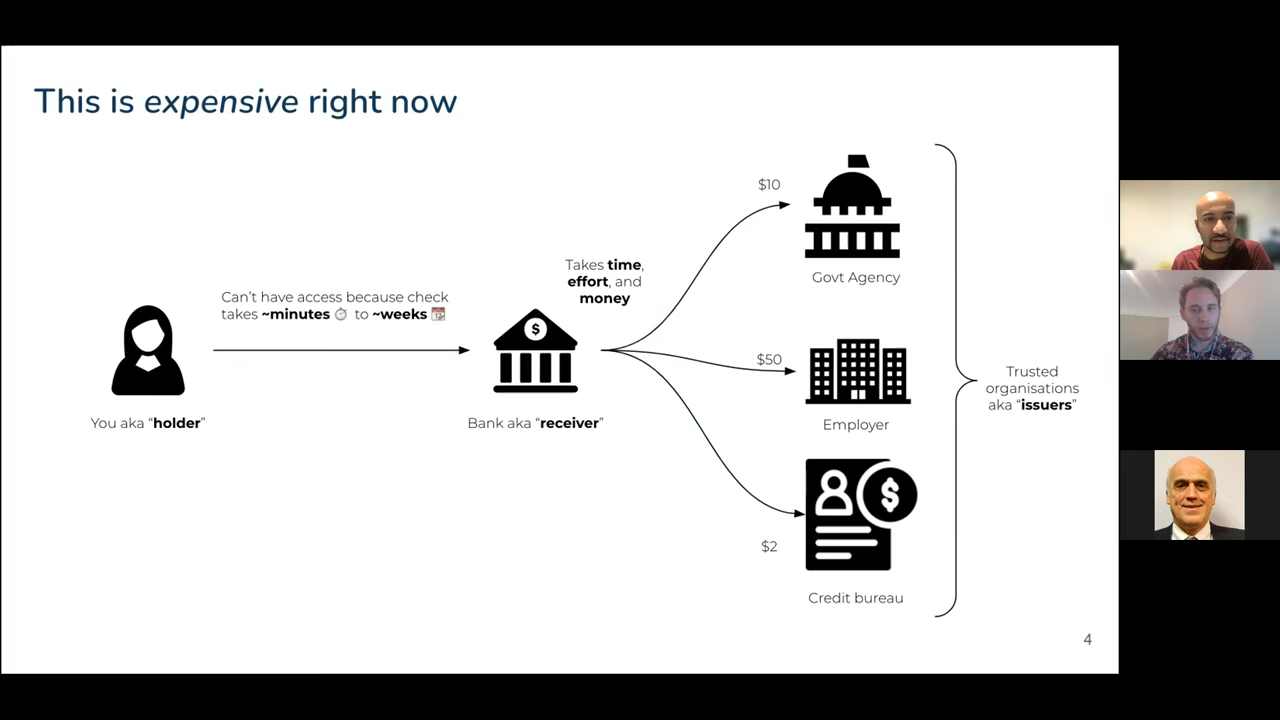 This is expensive right now
Can't have access because check
takes ~minutes ⏱ to ~weeks 📆
You aka "holder"
$
Bank aka "receiver"
Takes time,
effort, and
money
$10
Govt Agency
$50
Employer
$2
$
Credit bureau
Trusted
organisations
aka "issuers"
4